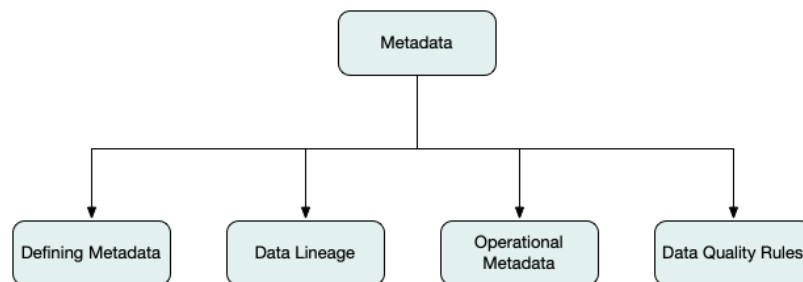 Metadata
Defining Metadata
Data Lineage
Operational
Metadata
Data Quality Rules